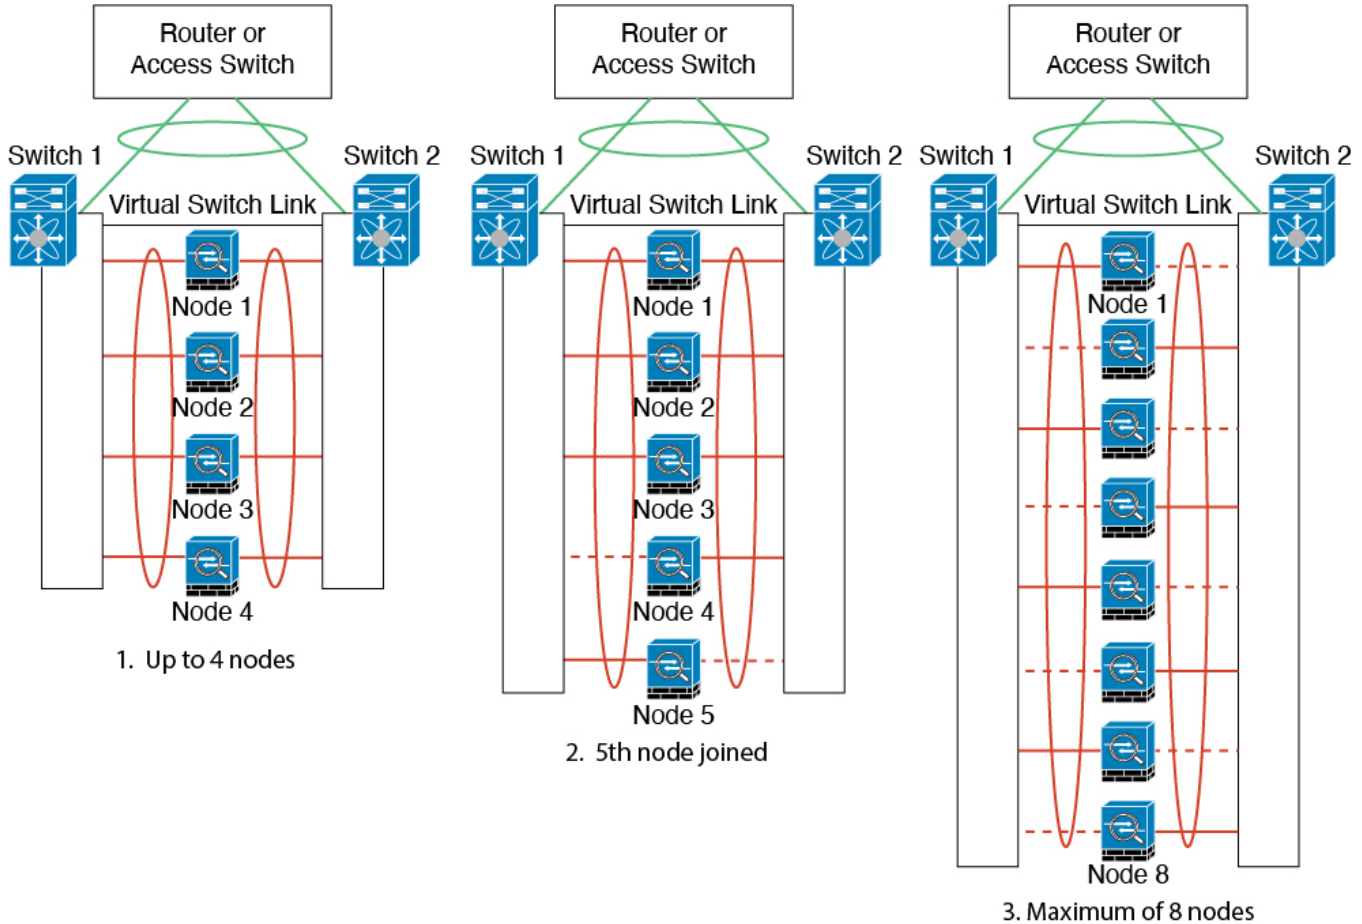 Router or
Access Switch
Switch 1
Switch 2
Virtual Switch Link
Node 1
Node 2
Node 3
Node 4
1. Up to 4 nodes
Router or
Access Switch
Switch 1
Switch 2
Virtual Switch Link
Node 1
Node 2
Node 3
Node 4
Node 5
2. 5th node joined
Router or
Access Switch
Switch 1
Switch 2
Virtual Switch Link
Node 1
Node 8
3. Maximum of 8 nodes